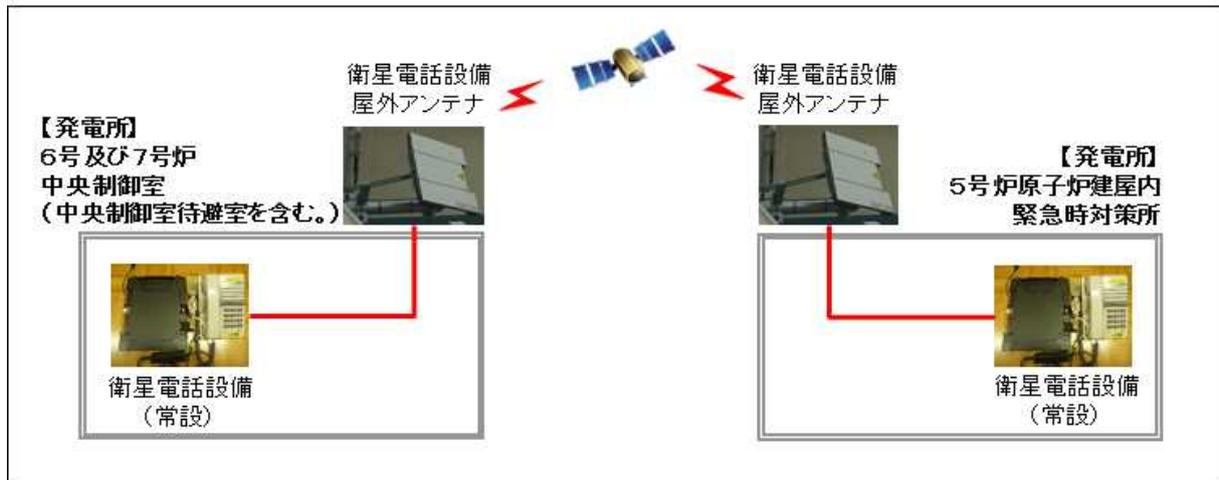 衛星電話設備
屋外アンテナ
【発電所】
６号及び７号炉
中央制御室
（中央制御室待避室を含む。）
衛星電話設備
（常設）
衛星電話設備
屋外アンテナ
【発電所】
５号炉原子炉建屋内
緊急時対策所
衛星電話設備
（常設）